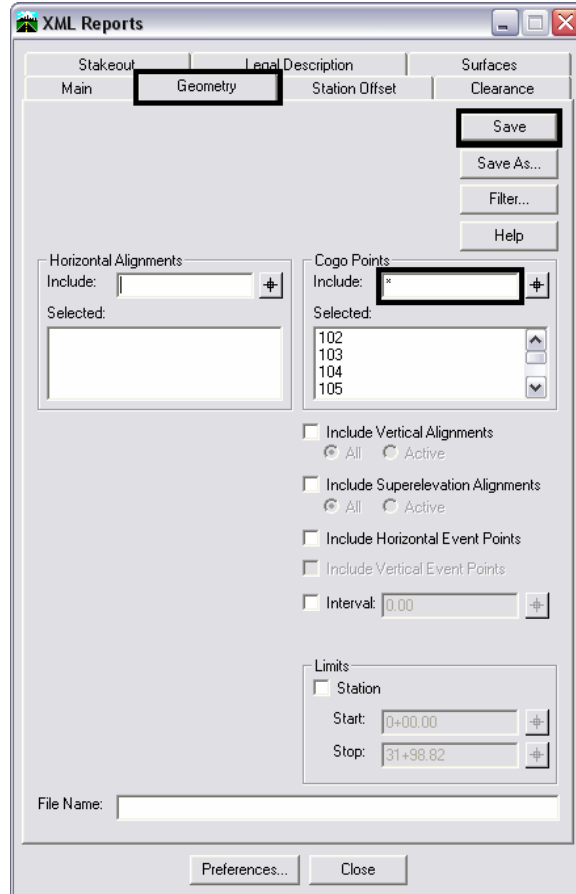 XML Reports
Stakeout Legal Description Surfaces
Main Geometry Station Offset Clearance
Save
Save As...
Filter...
Help
Horizontal Alignments
Include:
Selected:
Cogo Points
Include: *
Selected:
102
103
104
105
Include Vertical Alignments
All Active
Include Superelevation Alignments
All Active
Include Horizontal Event Points
Include Vertical Event Points
Interval: 0.00
Limits
Station
Start: 0+00.00
Stop: 31+98.82
File Name:
Preferences... Close